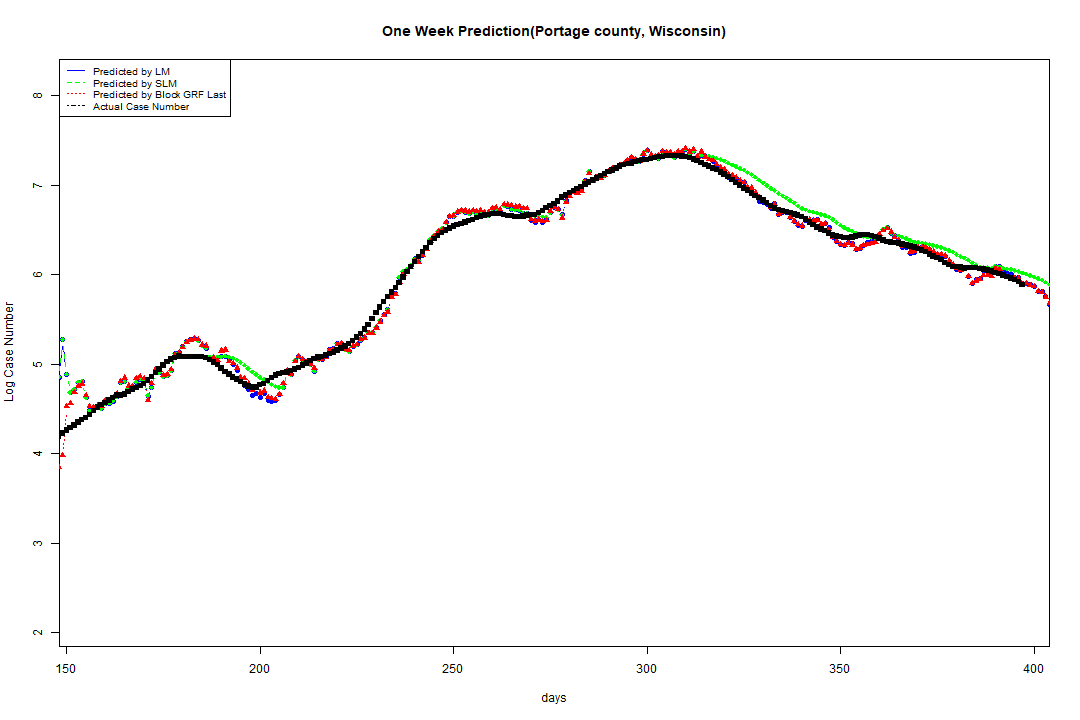 One Week Prediction(Portage county, Wisconsin)
Predicted by LM
Predicted by SLM
Predicted by Block GRF Last
Actual Case Number
8
7
6
5
4
3
2
Log Case Number
150 200 250 300 350 400
days